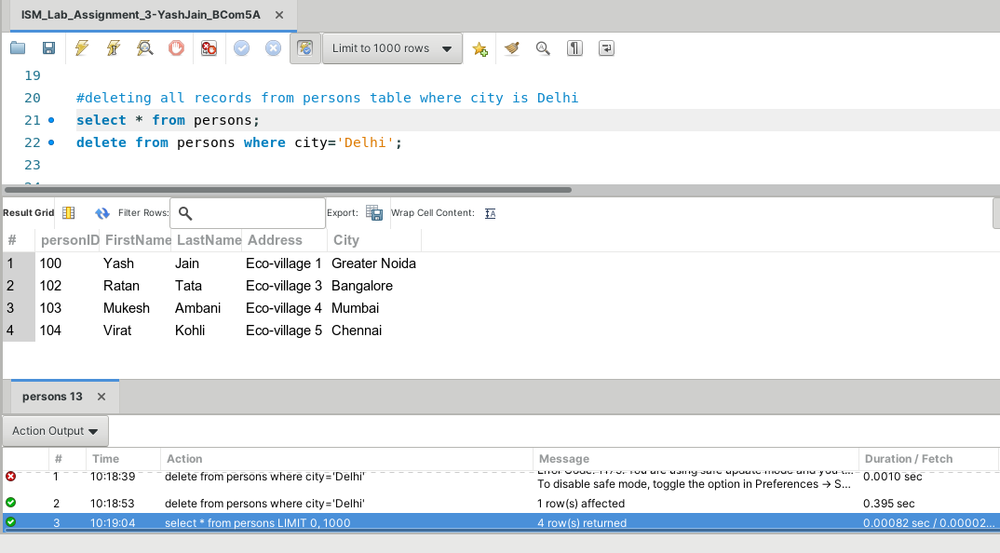 ISM_Lab_Assignment_3-YashJain_BCom5A
Limit to 1000 rows
19
20 #deleting all records from persons table where city is Delhi
21 select * from persons;
22 delete from persons where city='Delhi';
23
Result Grid Filter Rows: Export: Wrap Cell Content:
# personID FirstName LastName Address City
1 100 Yash Jain Eco-village 1 Greater Noida
2 102 Ratan Tata Eco-village 3 Bangalore
3 103 Mukesh Ambani Eco-village 4 Mumbai
4 104 Virat Kohli Eco-village 5 Chennai
persons 13
Action Output
# Time Action Message Duration / Fetch
1 10:18:39 delete from persons where city='Delhi' Error Code: 1175. You are using safe update mode and you t... 0.0010 sec
To disable safe mode, toggle the option in Preferences -> S...
2 10:18:53 delete from persons where city='Delhi' 1 row(s) affected 0.395 sec
3 10:19:04 select * from persons LIMIT 0, 1000 4 row(s) returned 0.00082 sec / 0.00002...